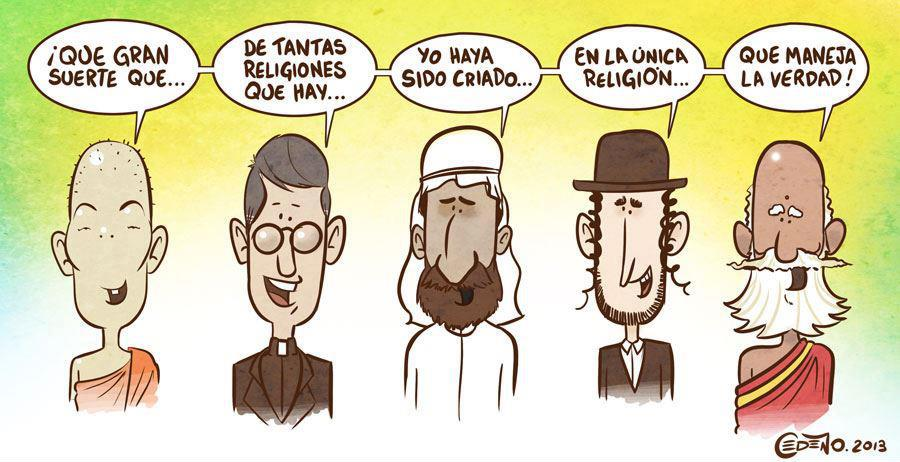 ¡QUE GRAN
SUERTE QUE...
DE TANTAS
RELIGIONES
QUE HAY...
YO HAYA
SIDO CRIADO...
EN LA ÚNICA
RELIGIÓN...
QUE MANEJA
LA VERDAD!
CEDEÑO. 2013